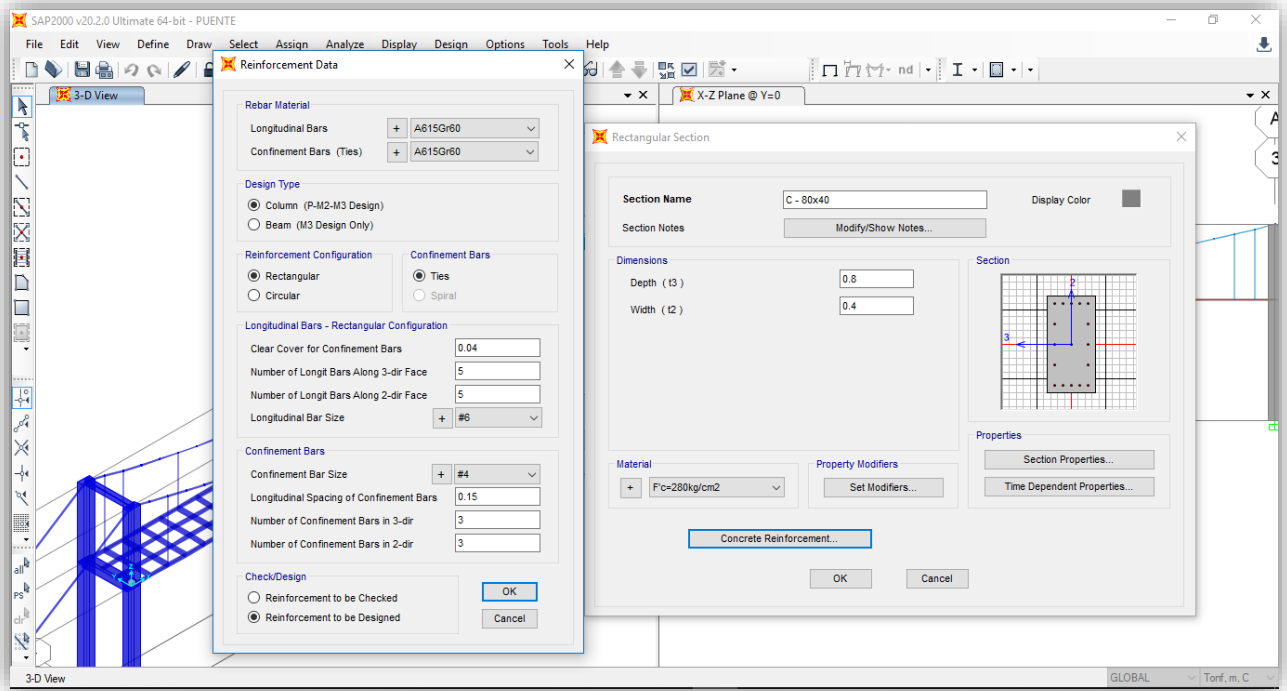 SAP2000 v20.2.0 Ultimate 64-bit - PUENTE
File Edit View Define Draw Select Assign Analyze Display Design Options Tools Help
nd
3-D View
X-Z Plane @ Y=0
Reinforcement Data
Rebar Material
Longitudinal Bars + A615Gr60
Confinement Bars (Ties) + A615Gr60
Design Type
Column (P-M2-M3 Design)
Beam (M3 Design Only)
Reinforcement Configuration
Rectangular
Circular
Confinement Bars
Ties
Spiral
Longitudinal Bars - Rectangular Configuration
Clear Cover for Confinement Bars 0.04
Number of Longit Bars Along 3-dir Face 5
Number of Longit Bars Along 2-dir Face 5
Longitudinal Bar Size + #6
Confinement Bars
Confinement Bar Size + #4
Longitudinal Spacing of Confinement Bars 0.15
Number of Confinement Bars in 3-dir 3
Number of Confinement Bars in 2-dir 3
Check/Design
Reinforcement to be Checked
Reinforcement to be Designed
OK
Cancel
Rectangular Section
Section Name C - 80x40 Display Color
Section Notes Modify/Show Notes...
Dimensions
Depth ( t3 ) 0.8
Width ( t2 ) 0.4
Section
2
3
Properties
Section Properties...
Time Dependent Properties...
Material
+ F'c=280kg/cm2
Property Modifiers
Set Modifiers...
Concrete Reinforcement...
OK Cancel
A
3
all
PS
clr
3-D View
GLOBAL Tonf, m, C